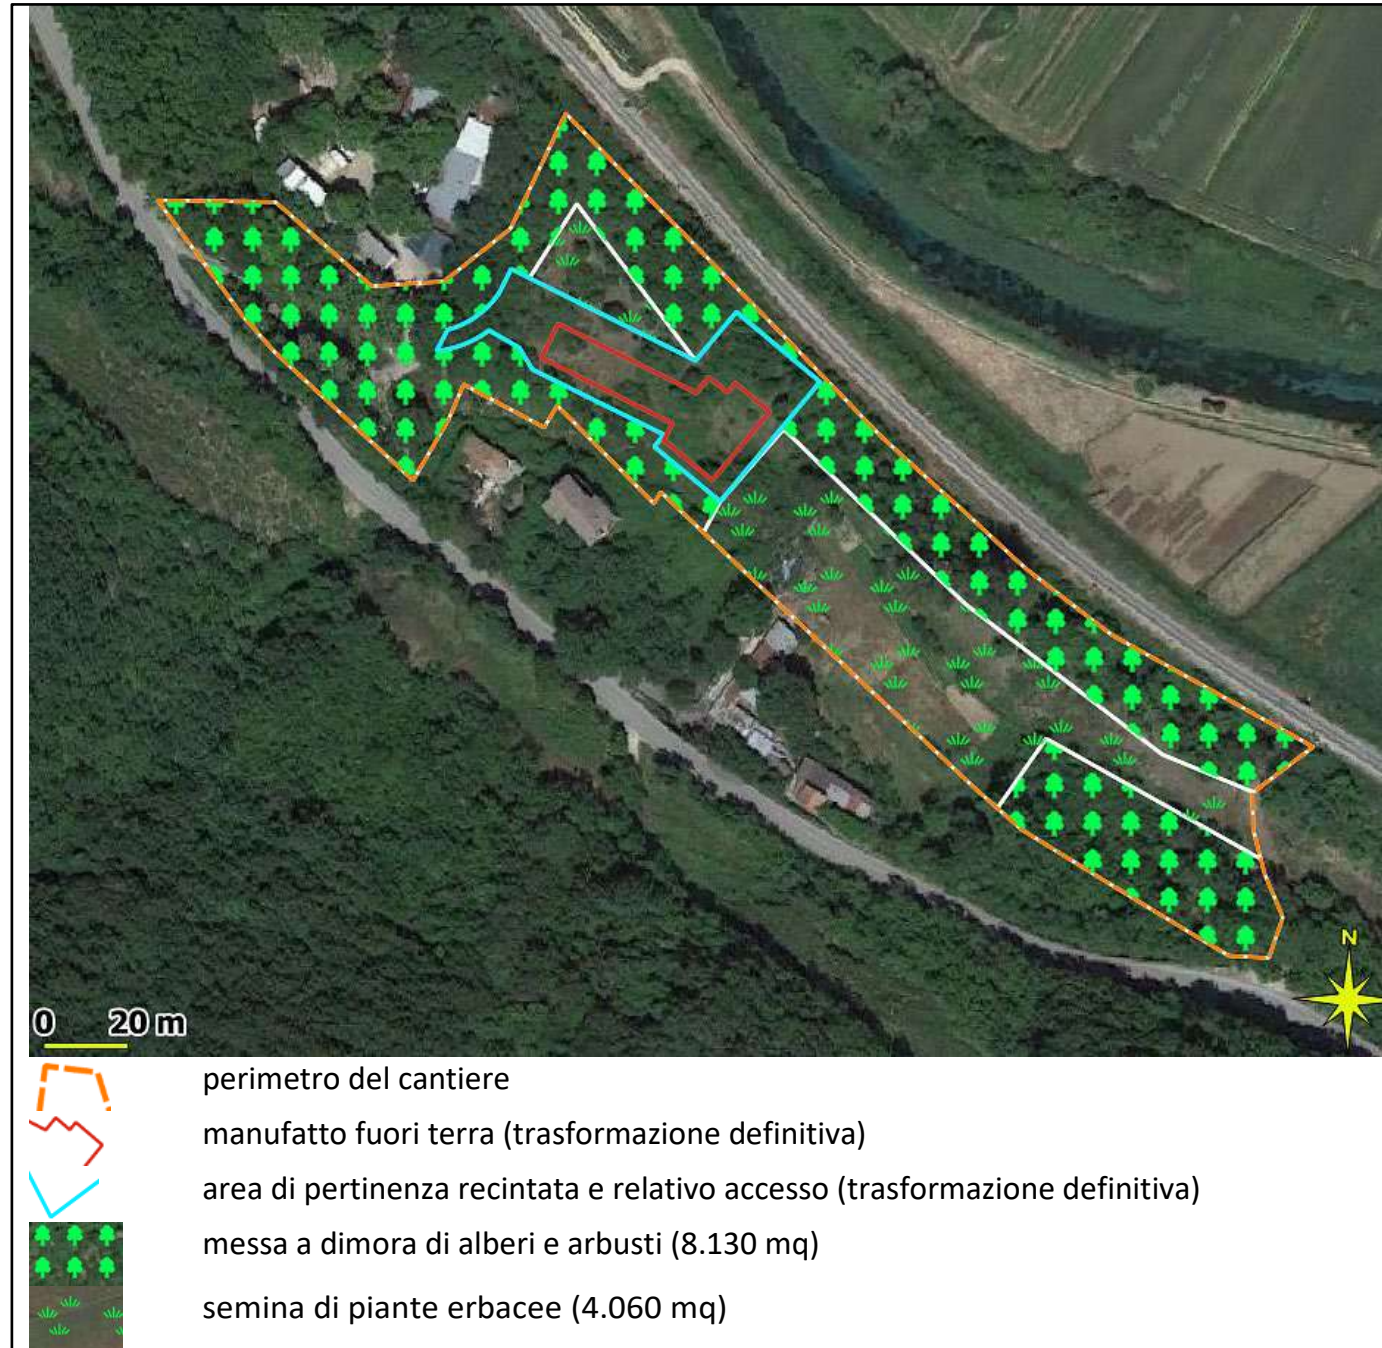 N
0 20 m
perimetro del cantiere
manufatto fuori terra (trasformazione definitiva)
area di pertinenza recintata e relativo accesso (trasformazione definitiva)
messa a dimora di alberi e arbusti (8.130 mq)
semina di piante erbacee (4.060 mq)